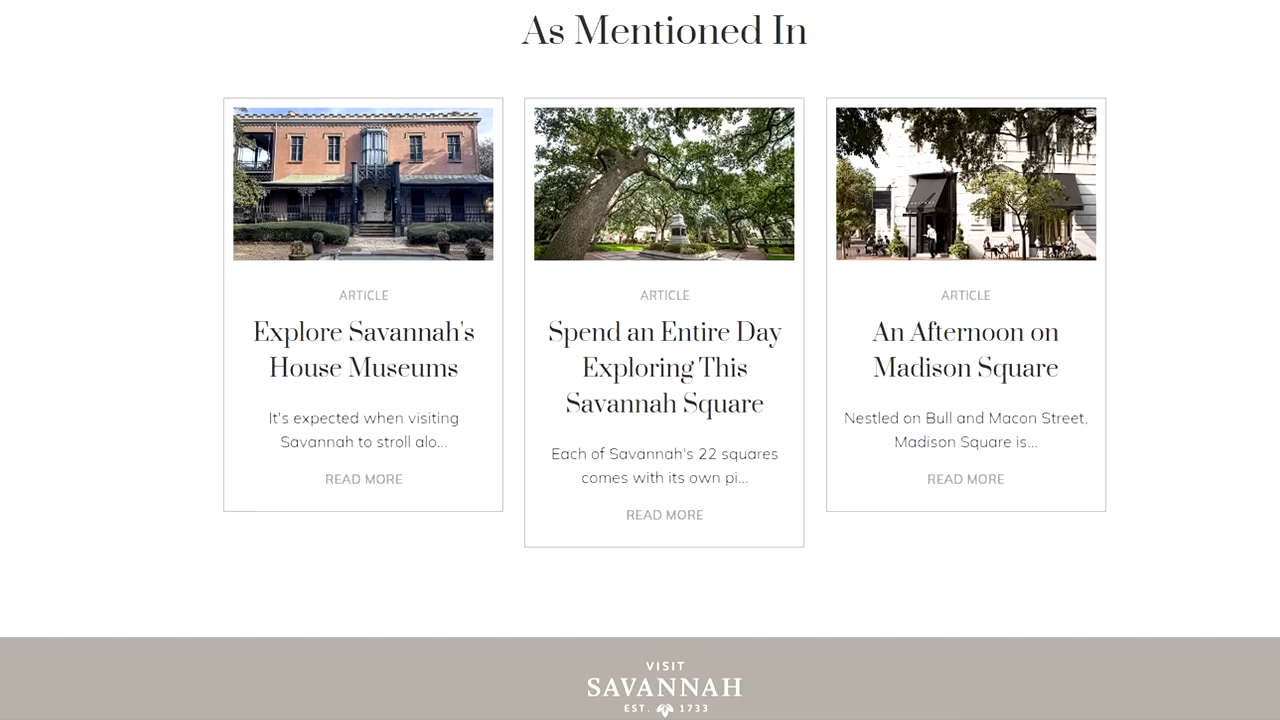 As Mentioned In
ARTICLE
Explore Savannah's
House Museums
It's expected when visiting
Savannah to stroll alo...
READ MORE
ARTICLE
Spend an Entire Day
Exploring This
Savannah Square
Each of Savannah's 22 squares
comes with its own pi...
READ MORE
ARTICLE
An Afternoon on
Madison Square
Nestled on Bull and Macon Street,
Madison Square is...
READ MORE
VISIT
SAVANNAH
EST. 1733